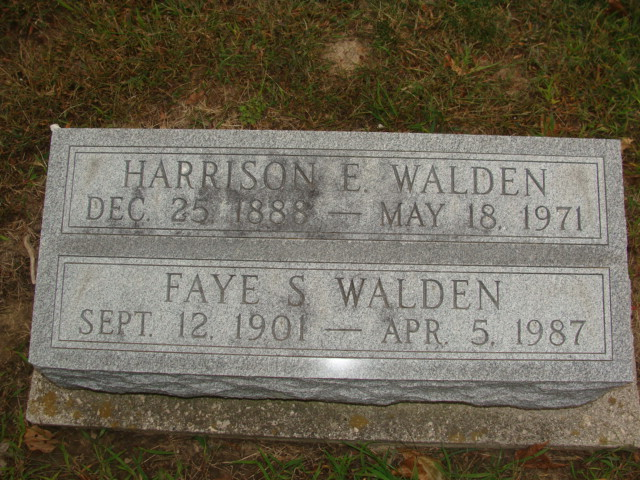 HARRISON E. WALDEN
DEC. 25, 1888 — MAY 18, 1971
FAYE S. WALDEN
SEPT. 12, 1901 — APR. 5, 1987